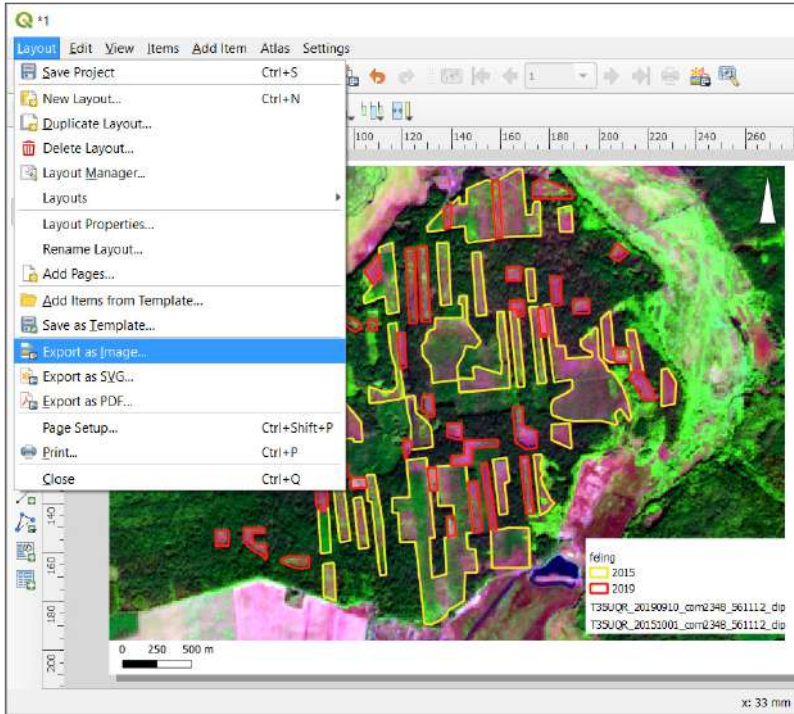 *1
Layout Edit View Items Add Item Atlas Settings
Save Project Ctrl+S
New Layout... Ctrl+N
Duplicate Layout...
Delete Layout...
Layout Manager...
Layouts
Layout Properties...
Rename Layout...
Add Pages...
Add Items from Template...
Save as Template...
Export as Image...
Export as SVG...
Export as PDF...
Page Setup... Ctrl+Shift+P
Print... Ctrl+P
Close Ctrl+Q
1
100 120 140 160 180 200 220 240 260
140
160
180
200
feling
2015
2019
T35UQR_20190910_com2348_561112_dip
T35UQR_20151001_com2348_561112_dip
0 250 500 m
x: 33 mm